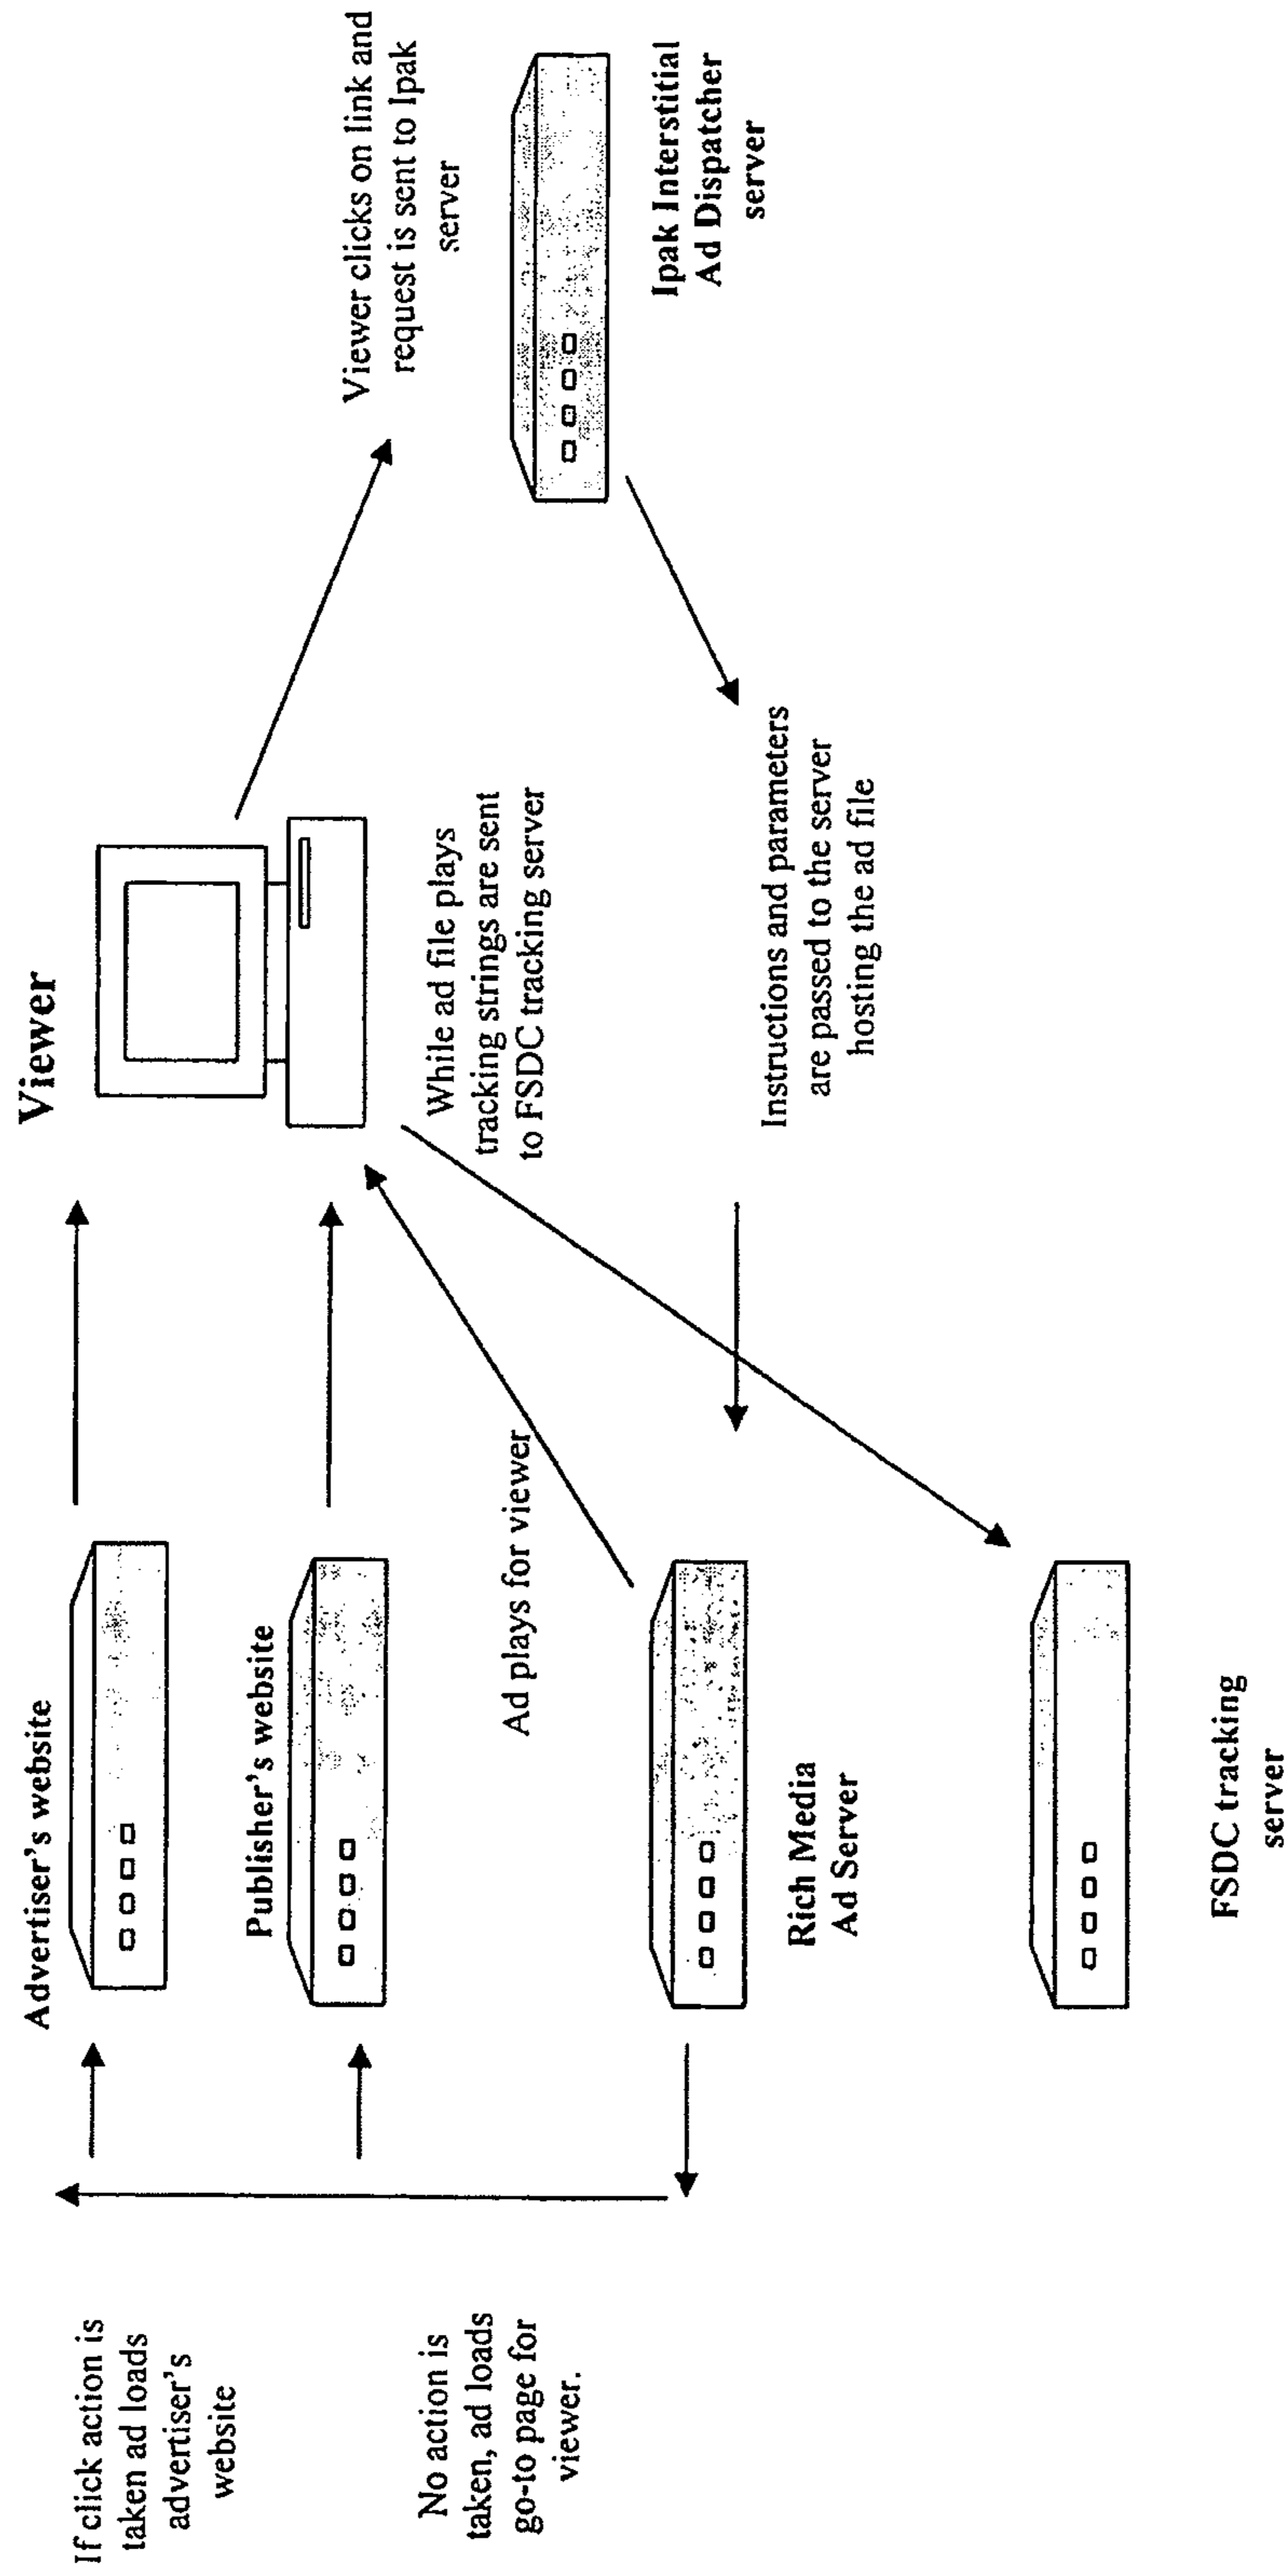 If click action is
taken ad loads
advertiser's
website
No action is
taken, ad loads
go-to page for
viewer.
Advertiser's website
Publisher's website
Ad plays for viewer
Rich Media
Ad Server
FSDC tracking
server
Viewer
While ad file plays
tracking strings are sent
to FSDC tracking server
Instructions and parameters
are passed to the server
hosting the ad file
Viewer clicks on link and
request is sent to Ipak
server
Ipak Interstitial
Ad Dispatcher
server